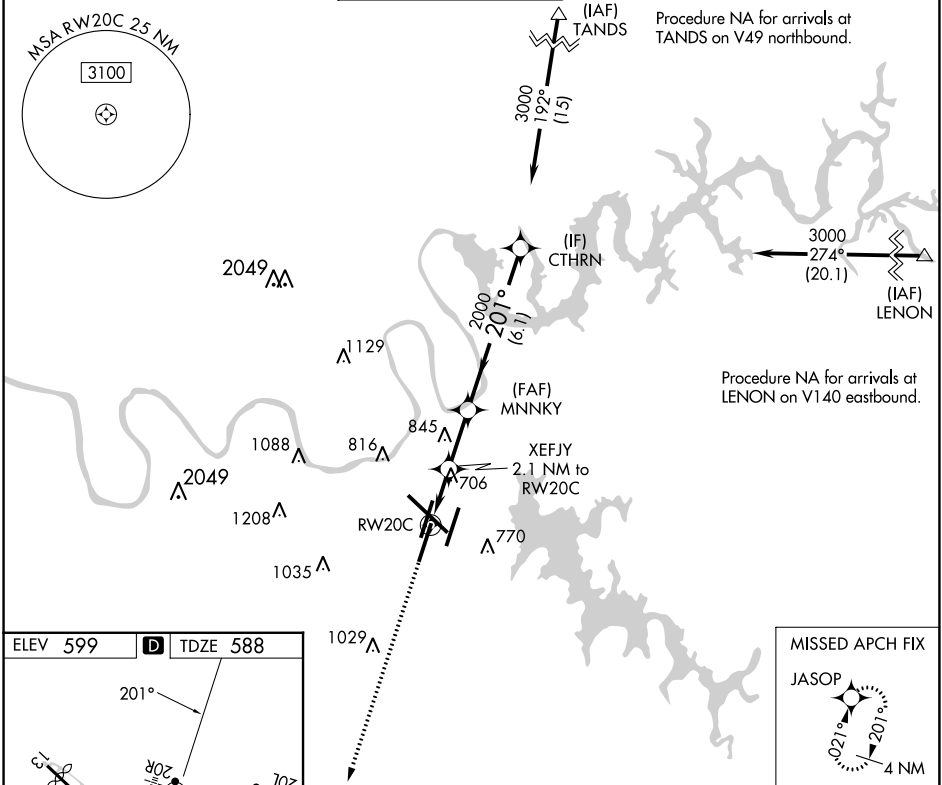 MSA RW20C 25 NM
3100
(IAF)
TANDS
Procedure NA for arrivals at
TANDS on V49 northbound.
3000
192°
(15)
(IF)
CTHRN
3000
274°
(20.1)
(IAF)
LENON
2049
2000
201°
(6.1)
1129
Procedure NA for arrivals at
LENON on V140 eastbound.
(FAF)
MNNKY
845
1088
816
XEFJY
2.1 NM to
RW20C
706
2049
1208
RW20C
770
1035
1029
ELEV 599
D
TDZE 588
201°
13
20R
20L
MISSED APCH FIX
JASOP
021°
201°
4 NM